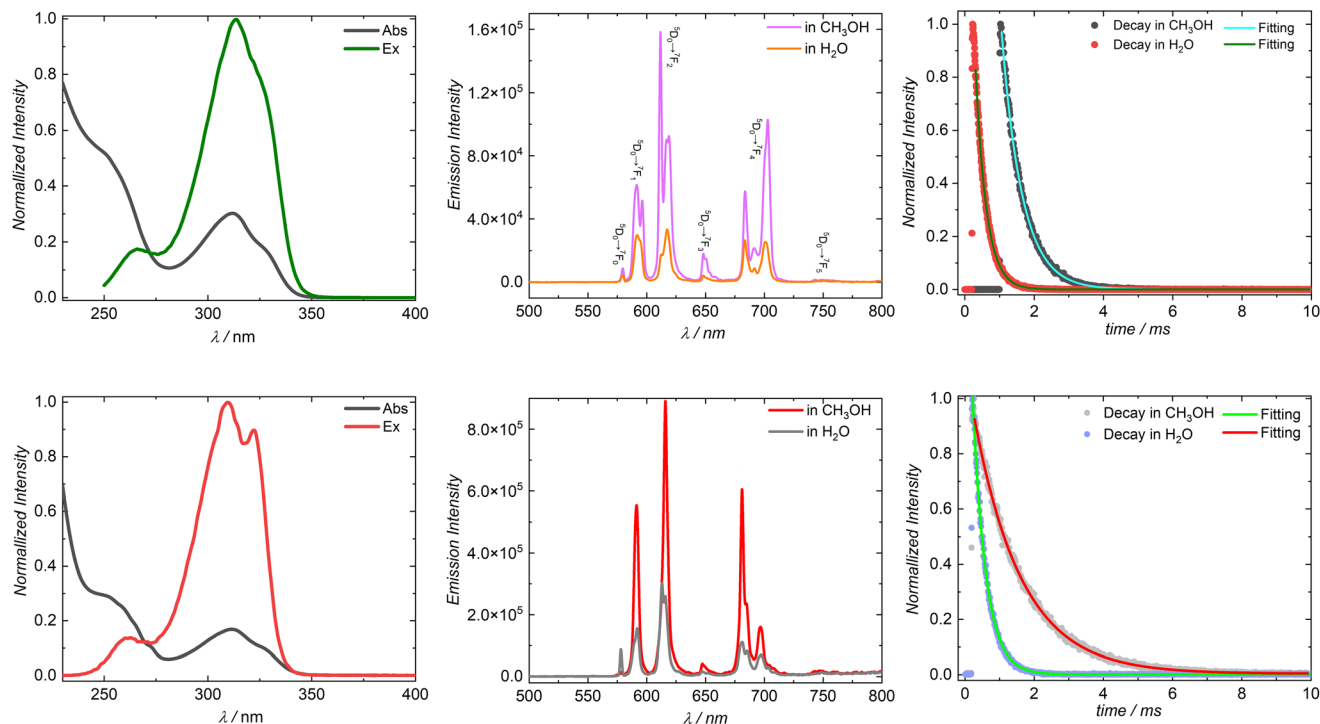 1.0
0.8
0.6
0.4
0.2
0.0
Normallized Intensity
250 300 350 400
λ / nm
Abs
Ex
1.6×10⁵
1.2×10⁵
8.0×10⁴
4.0×10⁴
0.0
Emission Intensity
500 550 600 650 700 750 800
λ / nm
in CH₃OH
in H₂O
⁵D₀→⁷F₀
⁵D₀→⁷F₁
⁵D₀→⁷F₂
⁵D₀→⁷F₃
⁵D₀→⁷F₄
⁵D₀→⁷F₅
1.0
0.8
0.6
0.4
0.2
0.0
Normallized Intensity
0 2 4 6 8 10
time / ms
Decay in CH₃OH Fitting
Decay in H₂O Fitting
1.0
0.8
0.6
0.4
0.2
0.0
Normallized Intensity
250 300 350 400
λ / nm
Abs
Ex
8.0×10⁵
6.0×10⁵
4.0×10⁵
2.0×10⁵
0.0
Emission Intensity
500 550 600 650 700 750 800
λ / nm
in CH₃OH
in H₂O
1.0
0.8
0.6
0.4
0.2
0.0
Normallized Intensity
0 2 4 6 8 10
time / ms
Decay in CH₃OH Fitting
Decay in H₂O Fitting